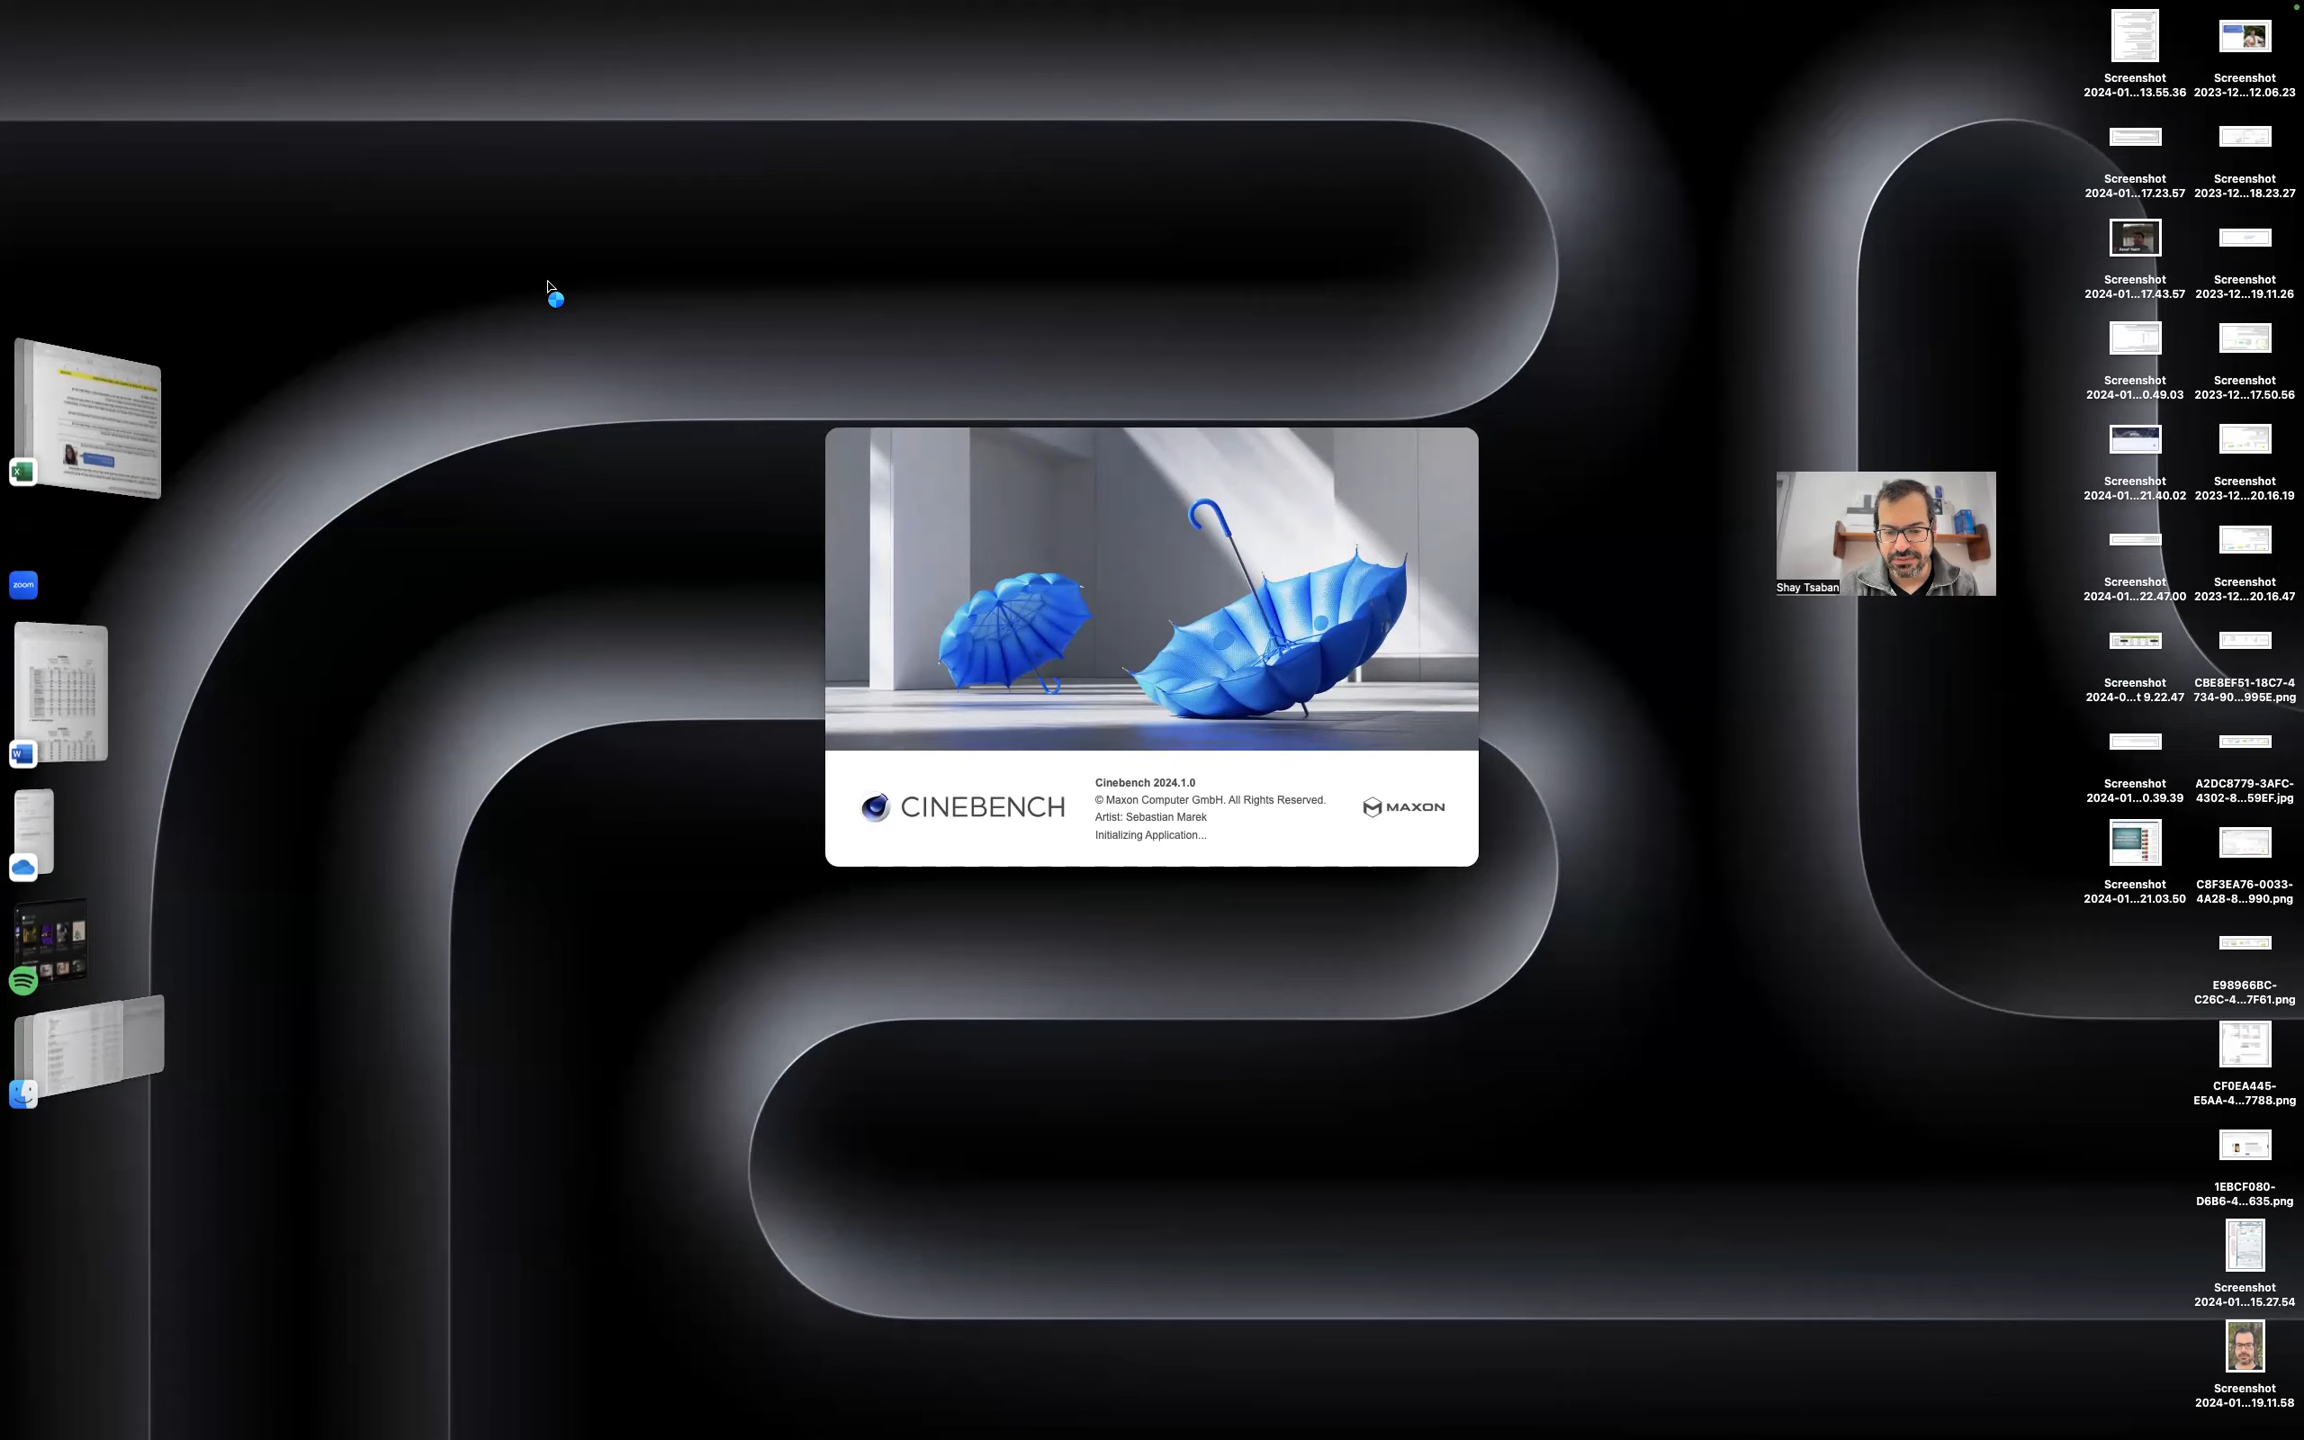 zoom
CINEBENCH
Cinebench 2024.1.0
© Maxon Computer GmbH. All Rights Reserved.
Artist: Sebastian Marek
Initializing Application...
MAXON
Shay Tsaban
Screenshot
2024-01...13.55.36
Screenshot
2024-01...17.23.57
Screenshot
2024-01...17.43.57
Screenshot
2024-01...0.49.03
Screenshot
2024-01...21.40.02
Screenshot
2024-01...22.47.00
Screenshot
2024-0...t 9.22.47
Screenshot
2024-01...0.39.39
Screenshot
2024-01...21.03.50
Screenshot
2023-12...12.06.23
Screenshot
2023-12...18.23.27
Screenshot
2023-12...19.11.26
Screenshot
2023-12...17.50.56
Screenshot
2023-12...20.16.19
Screenshot
2023-12...20.16.47
CBE8EF51-18C7-4
734-90...995E.png
A2DC8779-3AFC-
4302-8...59EF.jpg
C8F3EA76-0033-
4A28-8...990.png
E98966BC-
C26C-4...7F61.png
CF0EA445-
E5AA-4...7788.png
1EBCF080-
D6B6-4...635.png
Screenshot
2024-01...15.27.54
Screenshot
2024-01...19.11.58